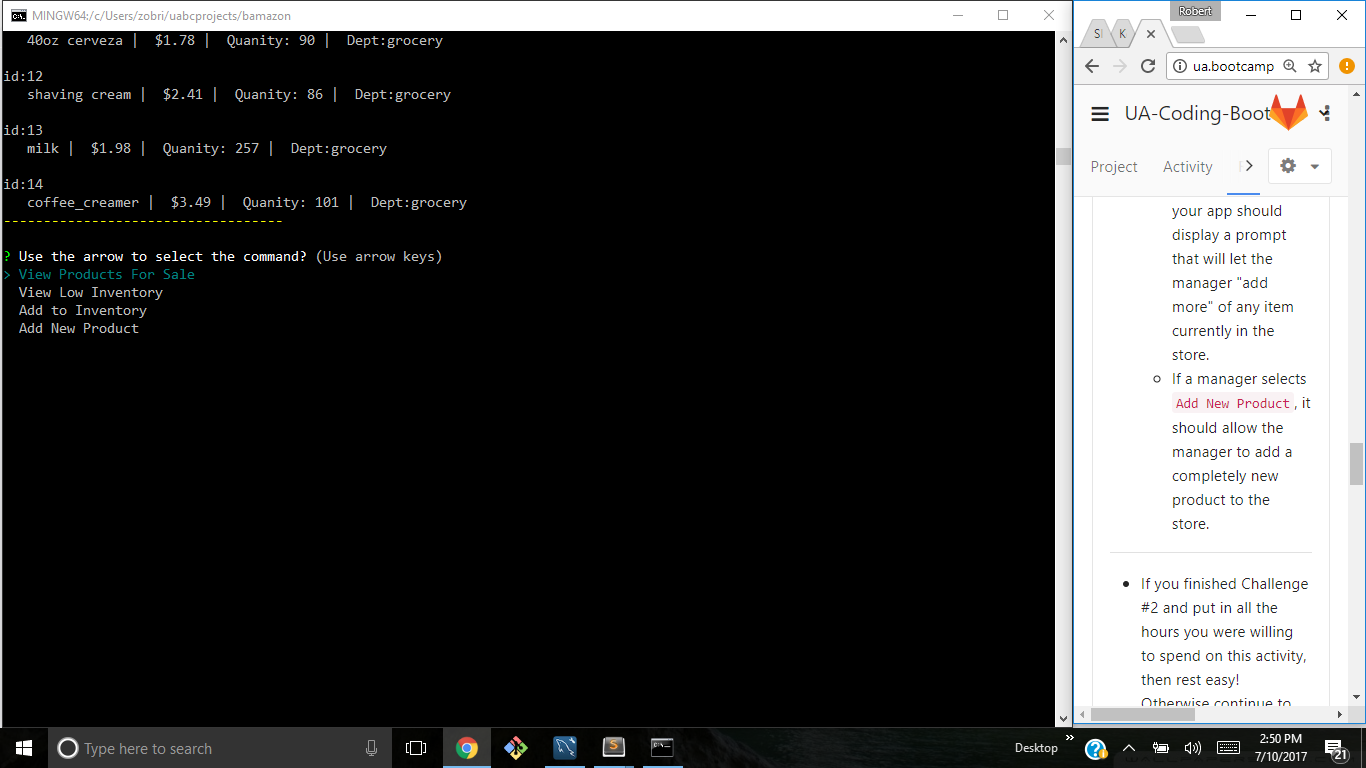 MINGW64:/c/Users/zobri/uabcprojects/bamazon
40oz cerveza | $1.78 | Quanity: 90 | Dept:grocery
id:12
shaving cream | $2.41 | Quanity: 86 | Dept:grocery
id:13
milk | $1.98 | Quanity: 257 | Dept:grocery
id:14
coffee_creamer | $3.49 | Quanity: 101 | Dept:grocery
-----------------------------------
? Use the arrow to select the command? (Use arrow keys)
> View Products For Sale
View Low Inventory
Add to Inventory
Add New Product
Robert
S K
ua.bootcamp
UA-Coding-Boot
Project Activity
your app should
display a prompt
that will let the
manager "add
more" of any item
currently in the
store.
If a manager selects
Add New Product, it
should allow the
manager to add a
completely new
product to the
store.
If you finished Challenge
#2 and put in all the
hours you were willing
to spend on this activity,
then rest easy!
Otherwise continue to
Type here to search
Desktop
2:50 PM
7/10/2017
21